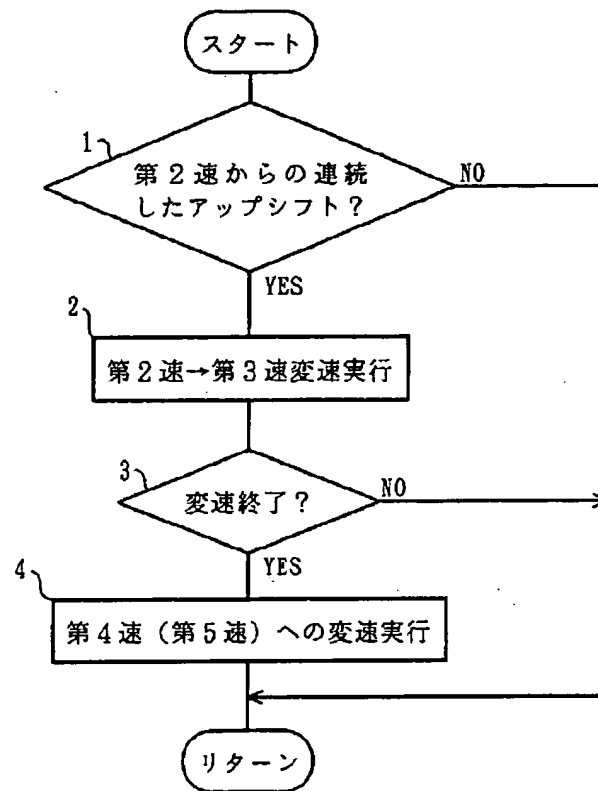 スタート
1
第2速からの連続
したアップシフト?
NO
YES
2
第2速→第3速変速実行
3
変速終了?
NO
YES
4
第4速(第5速)への変速実行
リターン